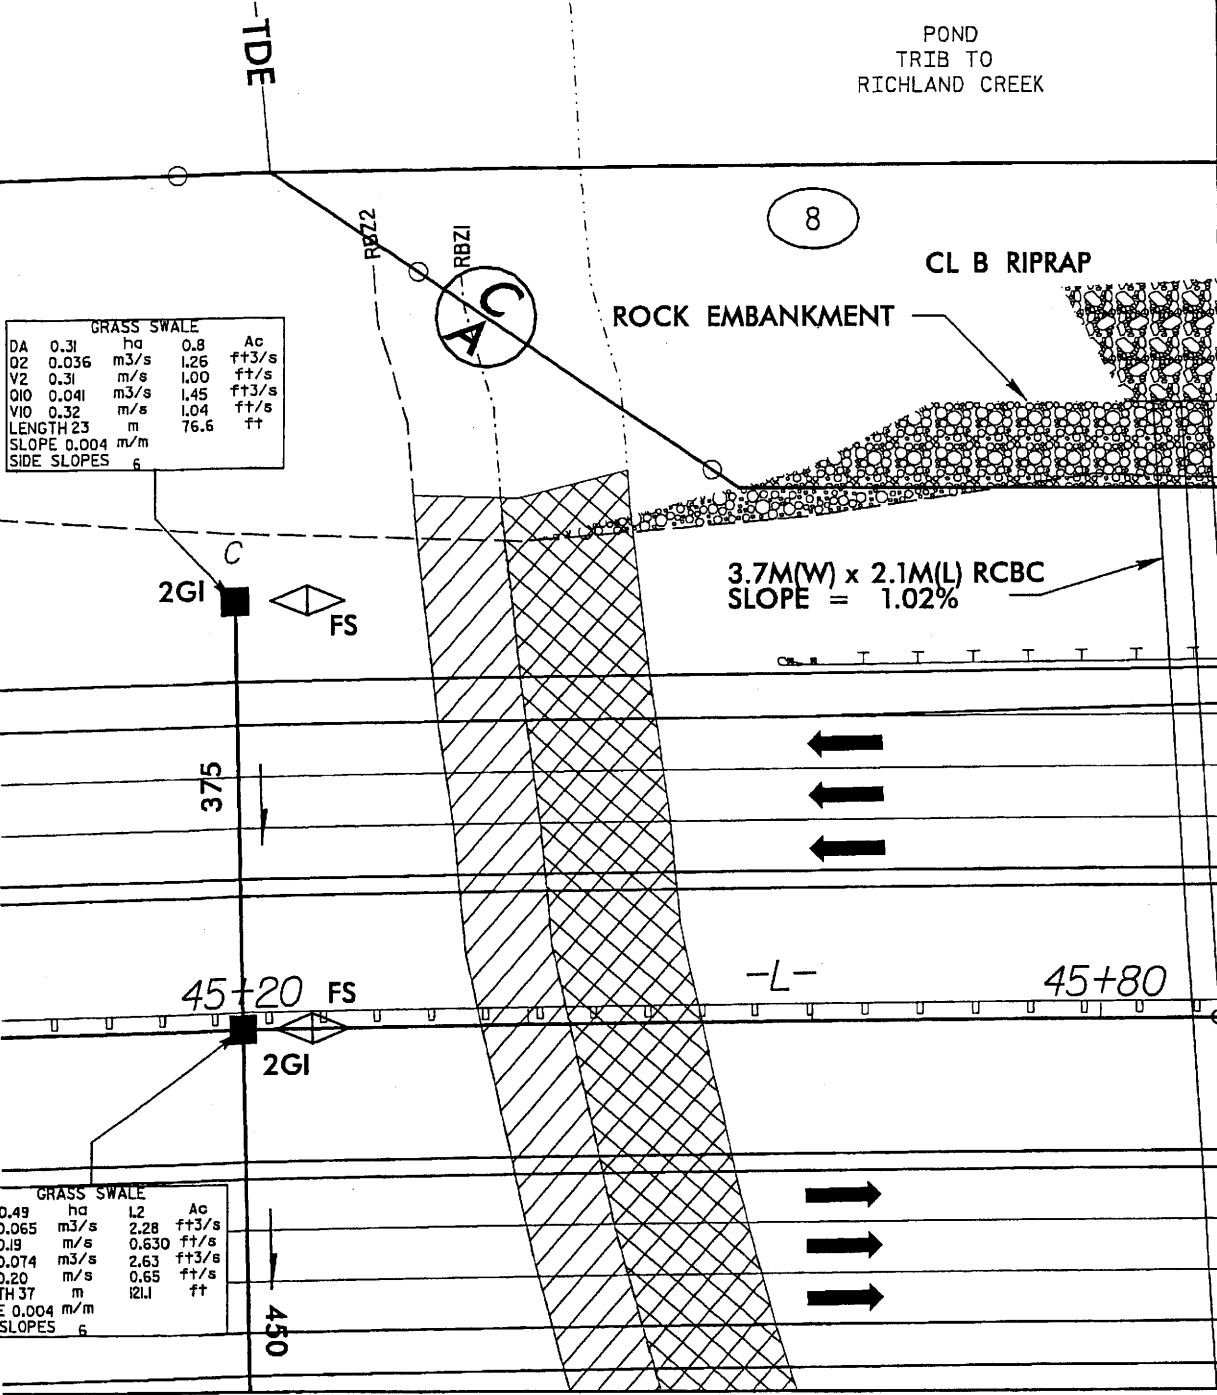 -TDE
POND
TRIB TO
RICHLAND CREEK
RBZ2
RBZ1
8
CL B RIPRAP
ROCK EMBANKMENT
C
A
GRASS SWALE
DA 0.31 ha 0.8 Ac
Q2 0.036 m3/s 1.26 ft3/s
V2 0.31 m/s 1.00 ft/s
Q10 0.041 m3/s 1.45 ft3/s
V10 0.32 m/s 1.04 ft/s
LENGTH 23 m 76.6 ft
SLOPE 0.004 m/m
SIDE SLOPES 6
C
2GI
FS
3.7M(W) x 2.1M(L) RCBC
SLOPE = 1.02%
375
45+20
FS
-L-
45+80
2GI
GRASS SWALE
0.49 ha 1.2 Ac
0.065 m3/s 2.28 ft3/s
0.19 m/s 0.630 ft/s
0.074 m3/s 2.63 ft3/s
0.20 m/s 0.65 ft/s
TH 37 m 121.1 ft
E 0.004 m/m
SLOPES 6
450